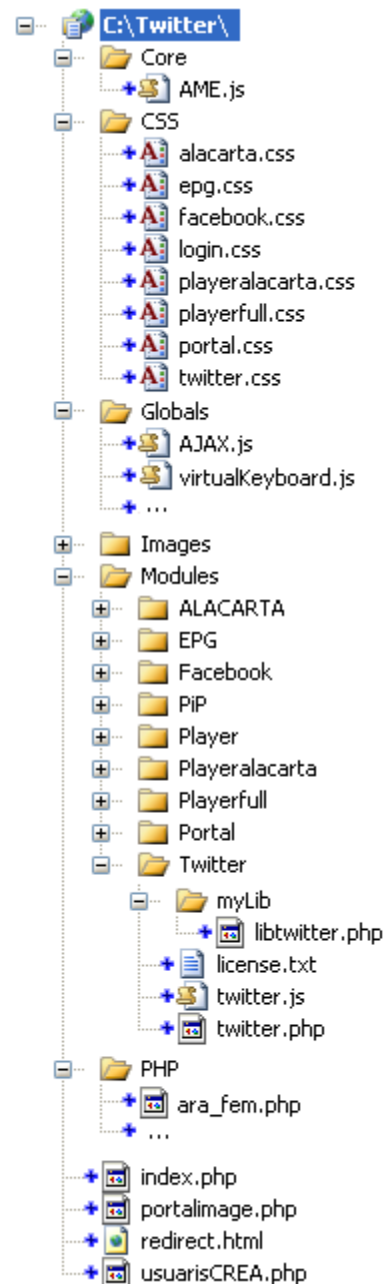 C:\Twitter\
Core
AME.js
CSS
alacarta.css
epg.css
facebook.css
login.css
playeralacarta.css
playerfull.css
portal.css
twitter.css
Globals
AJAX.js
virtualKeyboard.js
...
Images
Modules
ALACARTA
EPG
Facebook
PiP
Player
Playeralacarta
Playerfull
Portal
Twitter
myLib
libtwitter.php
license.txt
twitter.js
twitter.php
PHP
ara_fem.php
...
index.php
portalimage.php
redirect.html
usuarisCREA.php